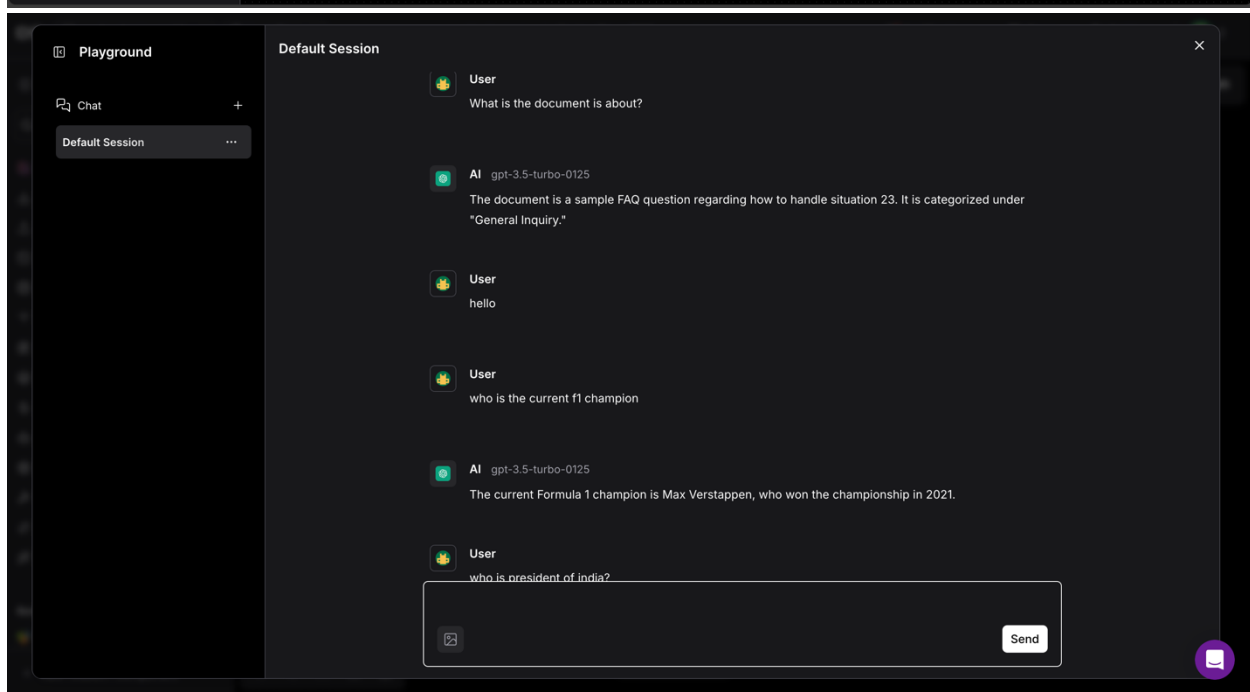 Playground
Default Session
Chat
+
Default Session
...
User
What is the document is about?
AI gpt-3.5-turbo-0125
The document is a sample FAQ question regarding how to handle situation 23. It is categorized under
"General Inquiry."
User
hello
User
who is the current f1 champion
AI gpt-3.5-turbo-0125
The current Formula 1 champion is Max Verstappen, who won the championship in 2021.
User
who is president of india?
Send